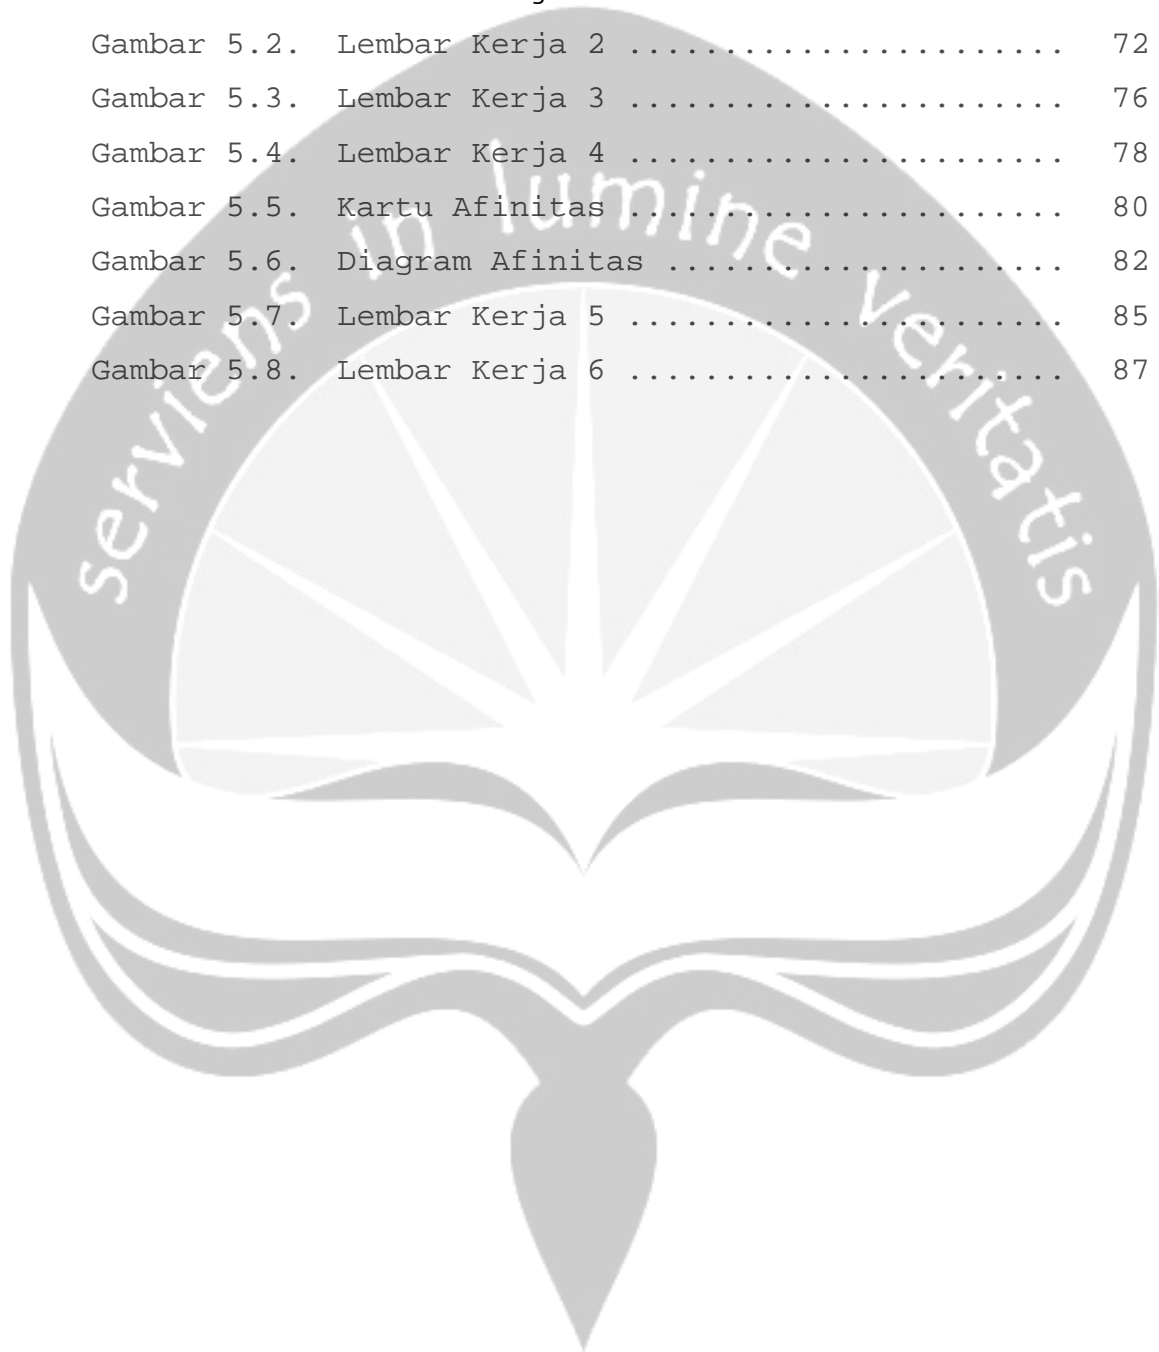 Gambar 5.2. Lembar Kerja 2 ....................... 72
Gambar 5.3. Lembar Kerja 3 ....................... 76
Gambar 5.4. Lembar Kerja 4 ....................... 78
Gambar 5.5. Kartu Afinitas ....................... 80
Gambar 5.6. Diagram Afinitas ..................... 82
Gambar 5.7. Lembar Kerja 5 ....................... 85
Gambar 5.8. Lembar Kerja 6 ....................... 87
serviens in lumine veritatis